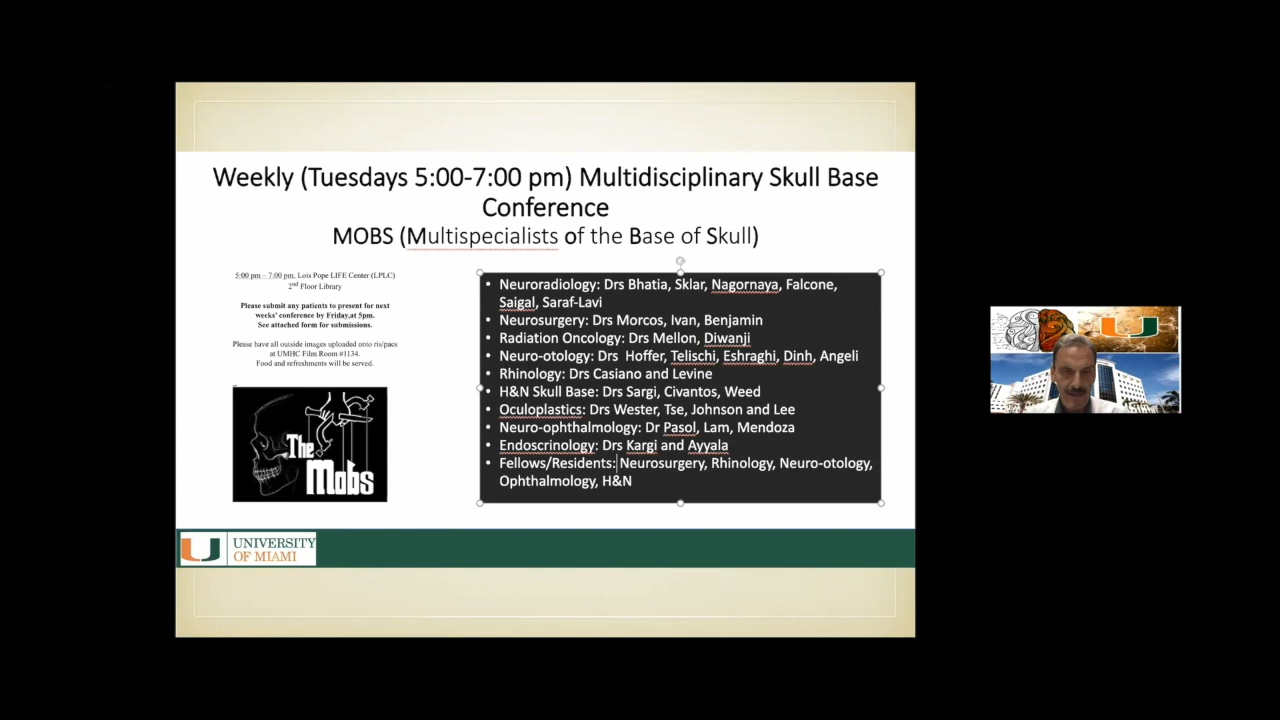 Weekly (Tuesdays 5:00-7:00 pm) Multidisciplinary Skull Base
Conference
MOBS (Multispecialists of the Base of Skull)
5:00 pm – 7:00 pm, Lois Pope LIFE Center (LPLC)
2nd Floor Library
Please submit any patients to present for next
weeks' conference by Friday,at 5pm.
See attached form for submissions.
Please have all outside images uploaded onto ris/pacs
at UMHC Film Room #1134.
Food and refreshments will be served.
The
Mobs
• Neuroradiology: Drs Bhatia, Sklar, Nagornaya, Falcone,
Saigal, Saraf-Lavi
• Neurosurgery: Drs Morcos, Ivan, Benjamin
• Radiation Oncology: Drs Mellon, Diwanji
• Neuro-otology: Drs Hoffer, Telischi, Eshraghi, Dinh, Angeli
• Rhinology: Drs Casiano and Levine
• H&N Skull Base: Drs Sargi, Civantos, Weed
• Oculoplastics: Drs Wester, Tse, Johnson and Lee
• Neuro-ophthalmology: Dr Pasol, Lam, Mendoza
• Endoscrinology: Drs Kargi and Ayyala
• Fellows/Residents: Neurosurgery, Rhinology, Neuro-otology,
Ophthalmology, H&N
UNIVERSITY
OF MIAMI